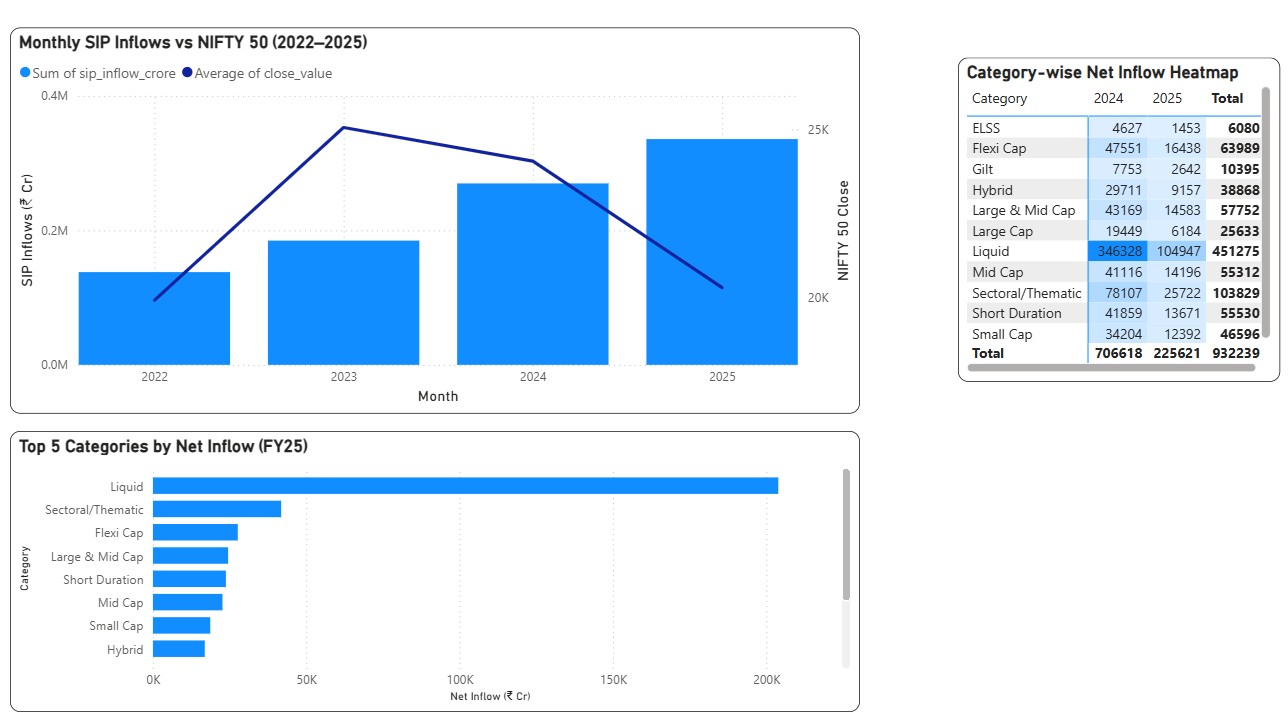 Monthly SIP Inflows vs NIFTY 50 (2022–2025)
Sum of sip_inflow_crore Average of close_value
0.4M
0.2M
0.0M
SIP Inflows (₹ Cr)
25K
20K
NIFTY 50 Close
2022 2023 2024 2025
Month
Category-wise Net Inflow Heatmap
Category 2024 2025 Total
ELSS 4627 1453 6080
Flexi Cap 47551 16438 63989
Gilt 7753 2642 10395
Hybrid 29711 9157 38868
Large & Mid Cap 43169 14583 57752
Large Cap 19449 6184 25633
Liquid 346328 104947 451275
Mid Cap 41116 14196 55312
Sectoral/Thematic 78107 25722 103829
Short Duration 41859 13671 55530
Small Cap 34204 12392 46596
Total 706618 225621 932239
Top 5 Categories by Net Inflow (FY25)
Category
Liquid
Sectoral/Thematic
Flexi Cap
Large & Mid Cap
Short Duration
Mid Cap
Small Cap
Hybrid
0K 50K 100K 150K 200K
Net Inflow (₹ Cr)